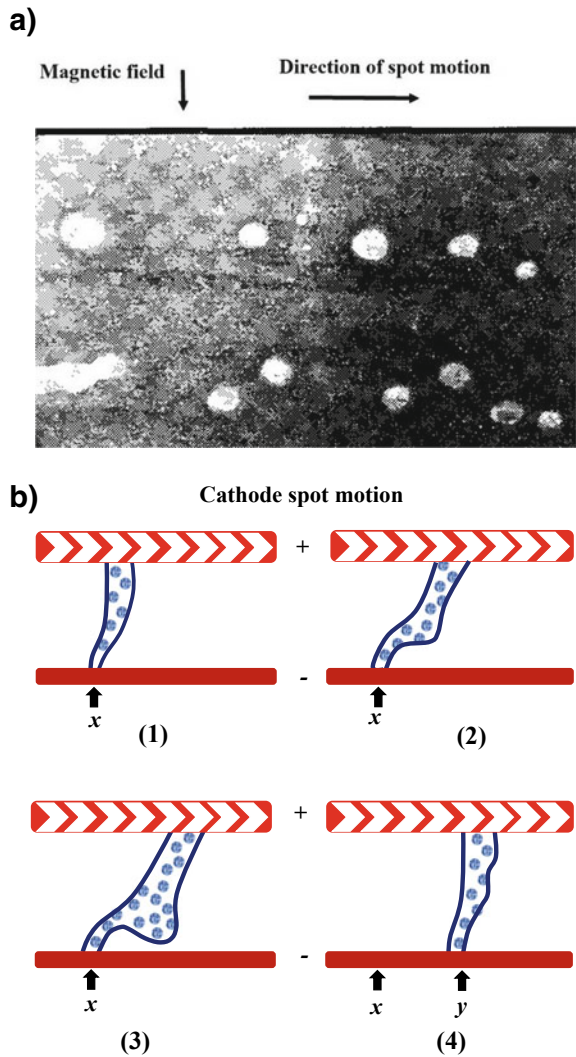 a)
Magnetic field
Direction of spot motion
b)
Cathode spot motion
+
-
x
(1)
x
(2)
+
-
x
(3)
x
y
(4)